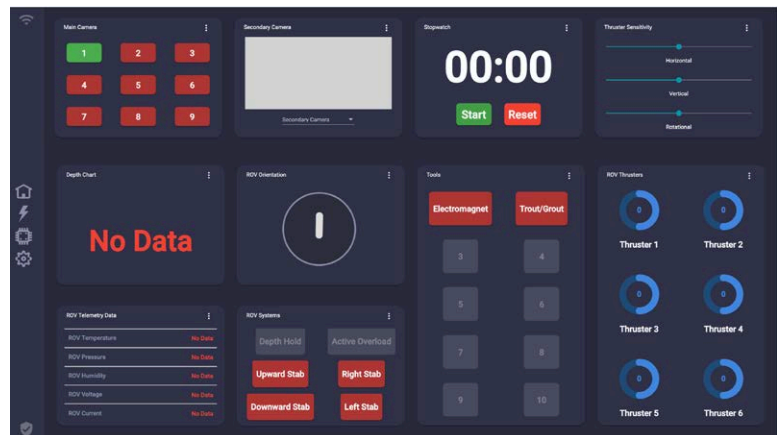 Main Camera
1 2 3
4 5 6
7 8 9
Secondary Camera
Secondary Camera
Stopwatch
00:00
Start Reset
Thruster Sensitivity
Horizontal
Vertical
Rotational
Depth Chart
No Data
ROV Orientation
Tools
Electromagnet Trout/Grout
3 4
5 6
7 8
9 10
ROV Thrusters
0 0
Thruster 1 Thruster 2
0 0
Thruster 3 Thruster 4
0 0
Thruster 5 Thruster 6
ROV Telemetry Data
ROV Temperature No Data
ROV Pressure No Data
ROV Humidity No Data
ROV Voltage No Data
ROV Current No Data
ROV Systems
Depth Hold Active Overload
Upward Stab Right Stab
Downward Stab Left Stab